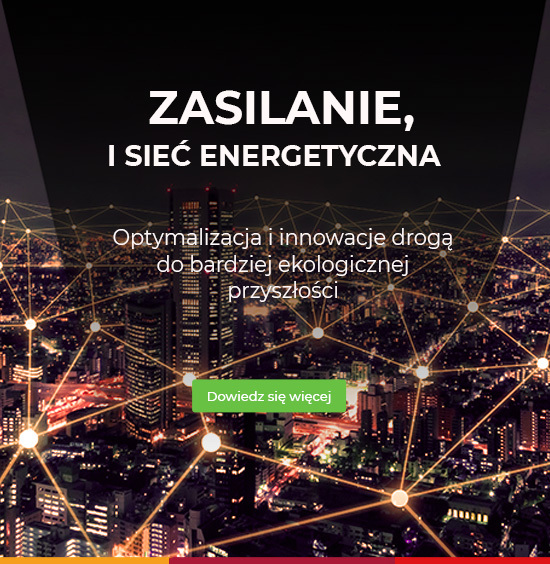 ZASILANIE,
I SIEĆ ENERGETYCZNA
Optymalizacja i innowacje drogą
do bardziej ekologicznej
przyszłości
Dowiedz się więcej